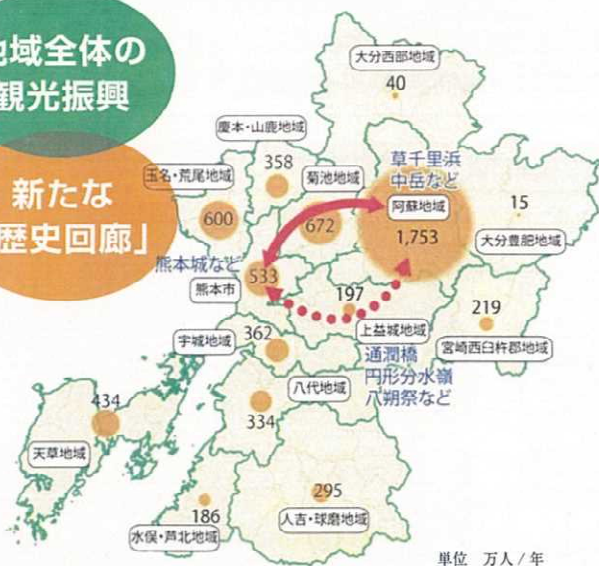 地域全体の
観光振興
新たな
歴史回廊」
大分西部地域
40
慶本・山鹿地域
358
玉名・荒尾地域
600
菊池地域
672
草千里浜
中岳など
阿蘇地域
1,753
15
大分豊肥地域
熊本城など
533
熊本市
197
上益城地域
219
宮崎西臼杵郡地域
宇城地域
362
通潤橋
円形分水嶺
八朔祭など
八代地域
334
434
天草地域
295
人吉・球磨地域
186
水俣・芦北地域
単位 万人/年